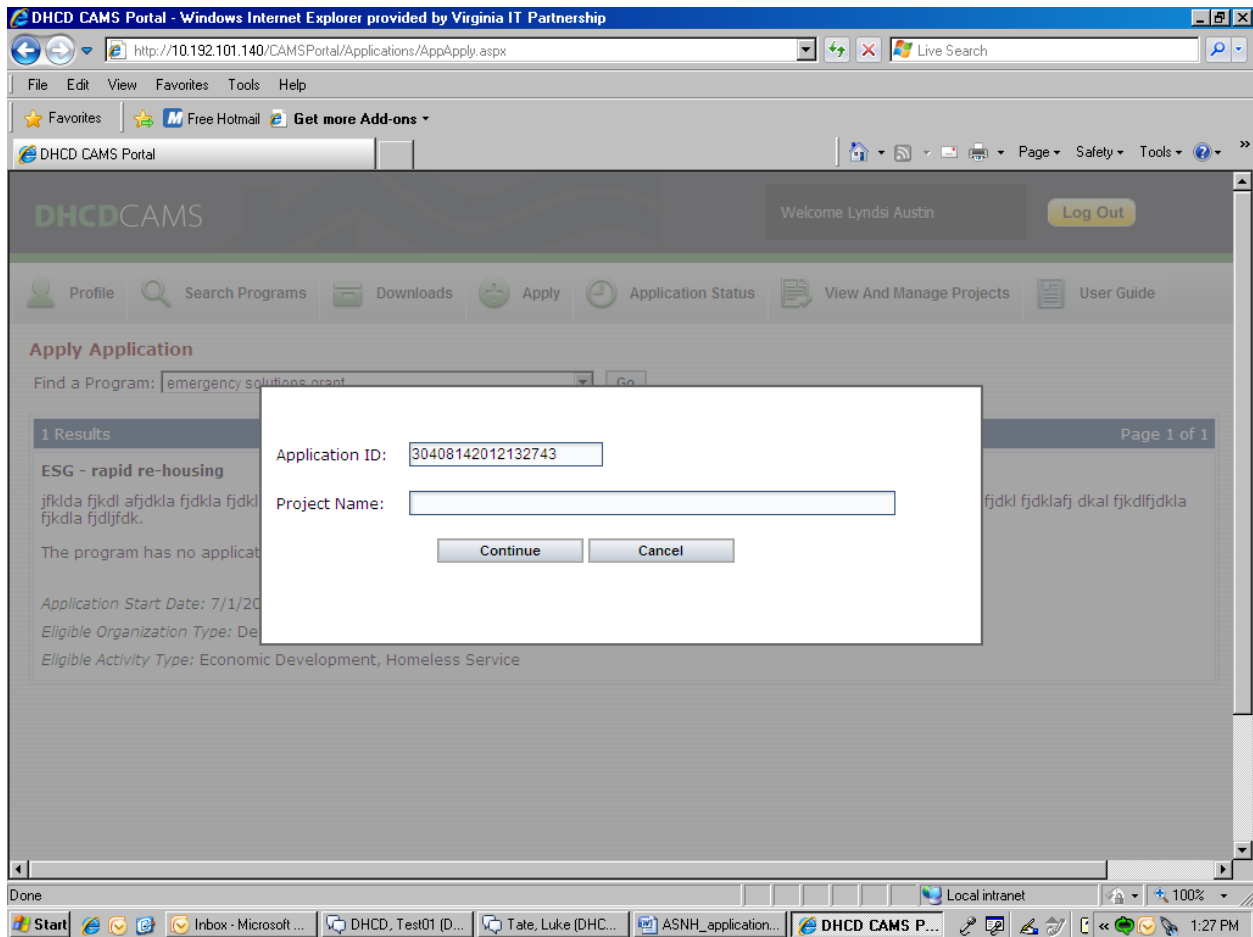 DHCD CAMS Portal - Windows Internet Explorer provided by Virginia IT Partnership
http://10.192.101.140/CAMSPortal/Applications/AppApply.aspx
Live Search
File Edit View Favorites Tools Help
Favorites Free Hotmail Get more Add-ons
DHCD CAMS Portal
Page Safety Tools »
DHCDCAMS
Welcome Lyndsi Austin
Log Out
Profile Search Programs Downloads Apply Application Status View And Manage Projects User Guide
Apply Application
Find a Program: emergency solutions grant Go
1 Results Page 1 of 1
ESG - rapid re-housing
jfklda fjkdl afjdkla fjdkla fjdkl fjdkl fjdklafj dkal fjkdlfjdkla
fjkdla fjdljfdk.
The program has no applicat
Application Start Date: 7/1/20
Eligible Organization Type: De
Eligible Activity Type: Economic Development, Homeless Service
Application ID: 30408142012132743
Project Name:
Continue Cancel
Done Local intranet 100%
Start Inbox - Microsoft ... DHCD, Test01 (D... Tate, Luke (DHC... ASNH_application... DHCD CAMS P... « 1:27 PM